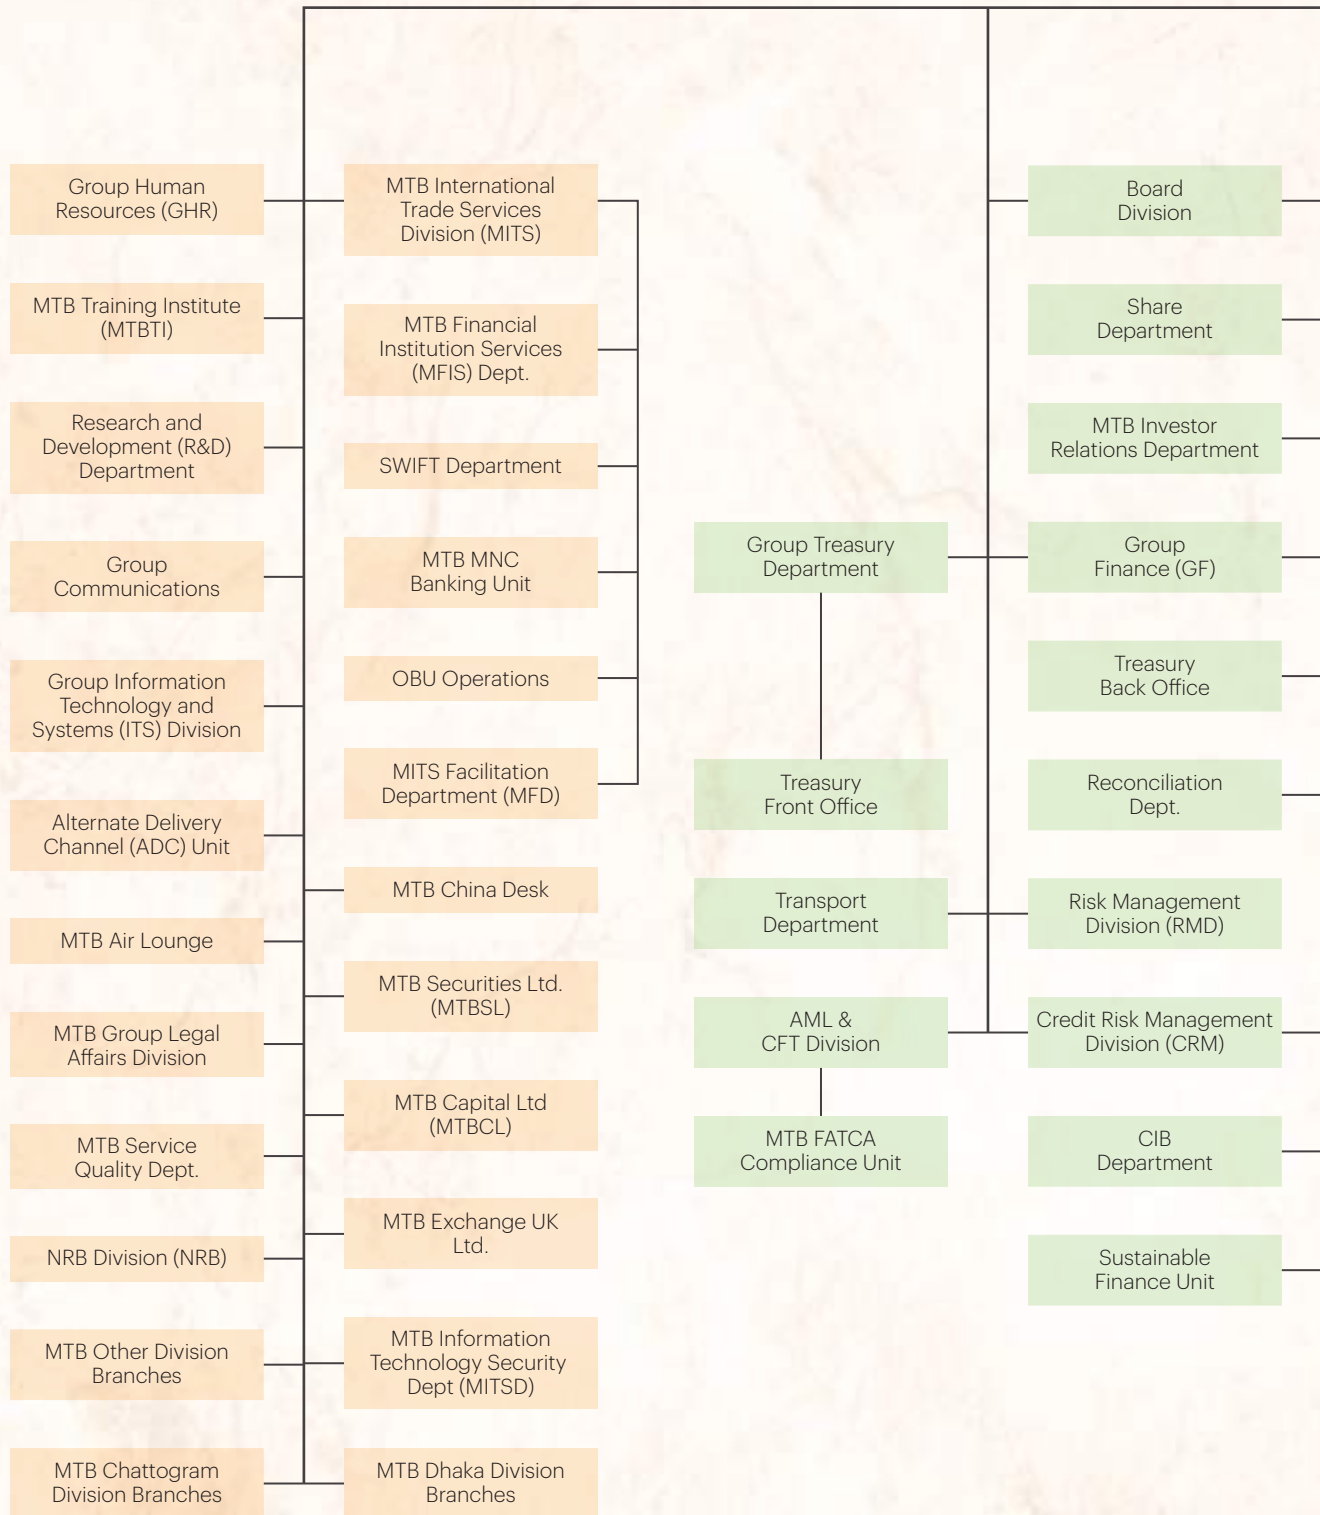 Group Human
Resources (GHR)
MTB Training Institute
(MTBTI)
Research and
Development (R&D)
Department
Group
Communications
Group Information
Technology and
Systems (ITS) Division
Alternate Delivery
Channel (ADC) Unit
MTB Air Lounge
MTB Group Legal
Affairs Division
MTB Service
Quality Dept.
NRB Division (NRB)
MTB Other Division
Branches
MTB Chattogram
Division Branches
MTB International
Trade Services
Division (MITS)
MTB Financial
Institution Services
(MFIS) Dept.
SWIFT Department
MTB MNC
Banking Unit
OBU Operations
MITS Facilitation
Department (MFD)
MTB China Desk
MTB Securities Ltd.
(MTBSL)
MTB Capital Ltd
(MTBCL)
MTB Exchange UK
Ltd.
MTB Information
Technology Security
Dept (MITSD)
MTB Dhaka Division
Branches
Group Treasury
Department
Treasury
Front Office
Transport
Department
AML &
CFT Division
MTB FATCA
Compliance Unit
Board
Division
Share
Department
MTB Investor
Relations Department
Group
Finance (GF)
Treasury
Back Office
Reconciliation
Dept.
Risk Management
Division (RMD)
Credit Risk Management
Division (CRM)
CIB
Department
Sustainable
Finance Unit